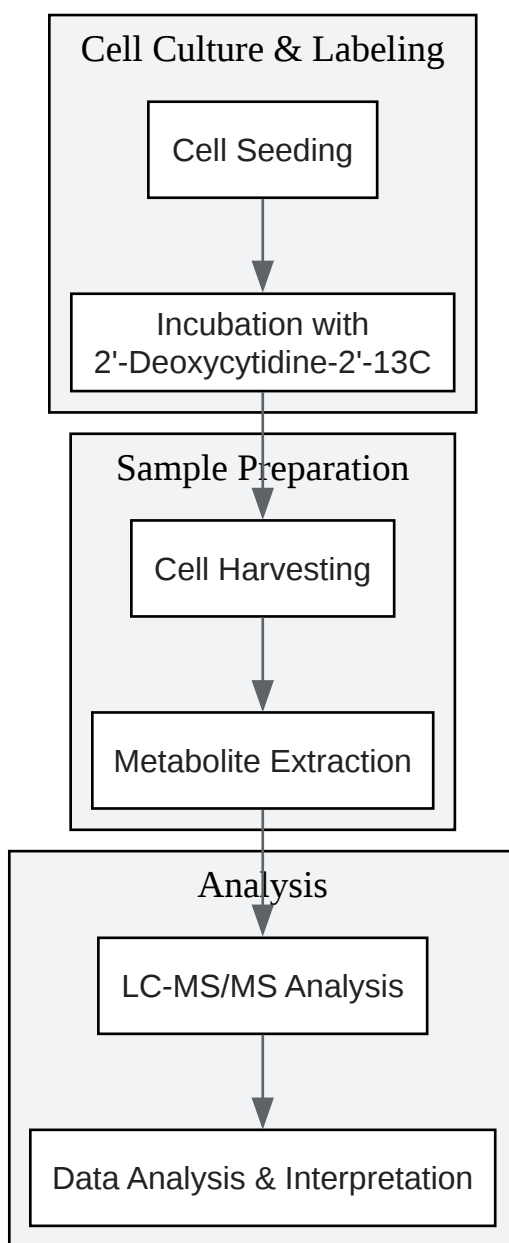 Cell Culture & Labeling
Cell Seeding
Incubation with
2'-Deoxycytidine-2'-13C
Sample Preparation
Cell Harvesting
Metabolite Extraction
Analysis
LC-MS/MS Analysis
Data Analysis & Interpretation